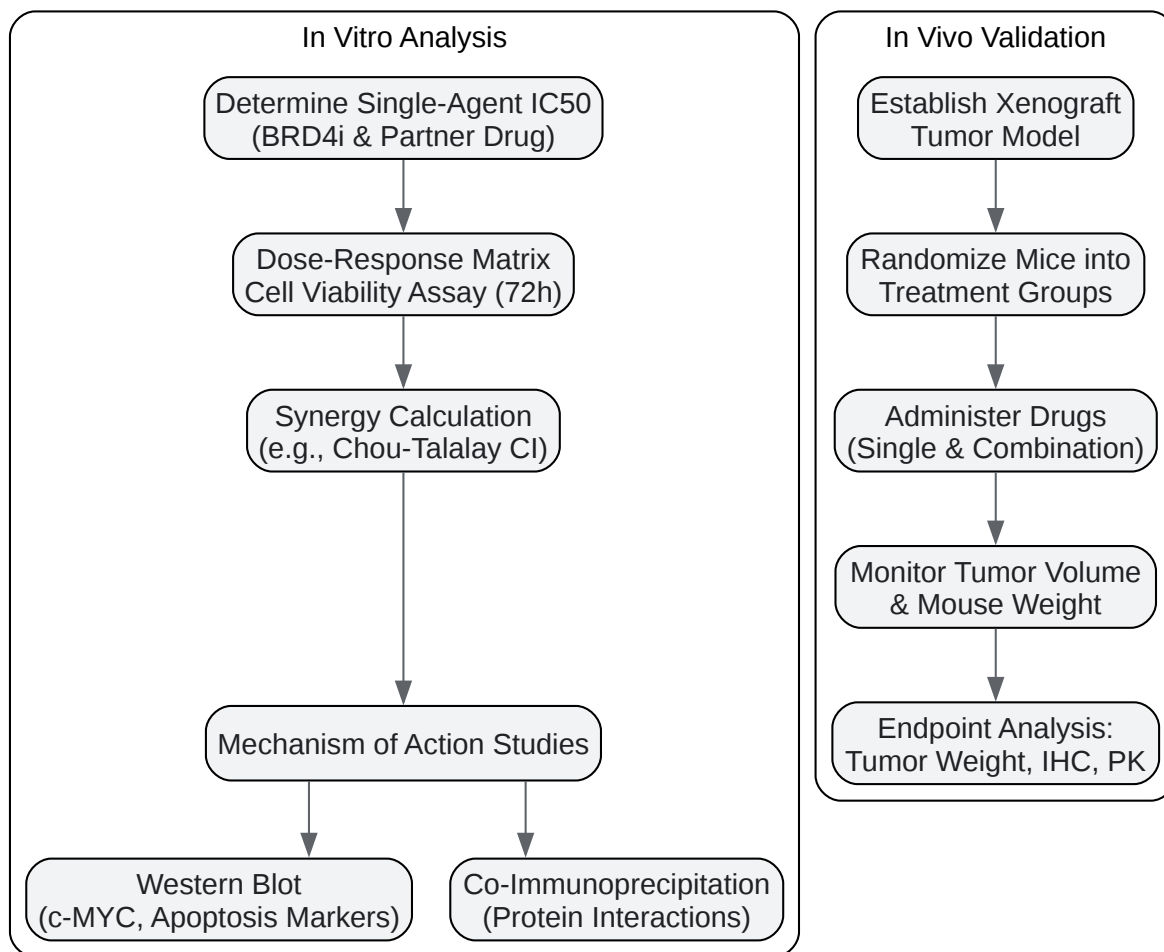 In Vitro Analysis
Determine Single-Agent IC50
(BRD4i & Partner Drug)
Dose-Response Matrix
Cell Viability Assay (72h)
Synergy Calculation
(e.g., Chou-Talalay CI)
Mechanism of Action Studies
Western Blot
(c-MYC, Apoptosis Markers)
Co-Immunoprecipitation
(Protein Interactions)
In Vivo Validation
Establish Xenograft
Tumor Model
Randomize Mice into
Treatment Groups
Administer Drugs
(Single & Combination)
Monitor Tumor Volume
& Mouse Weight
Endpoint Analysis:
Tumor Weight, IHC, PK